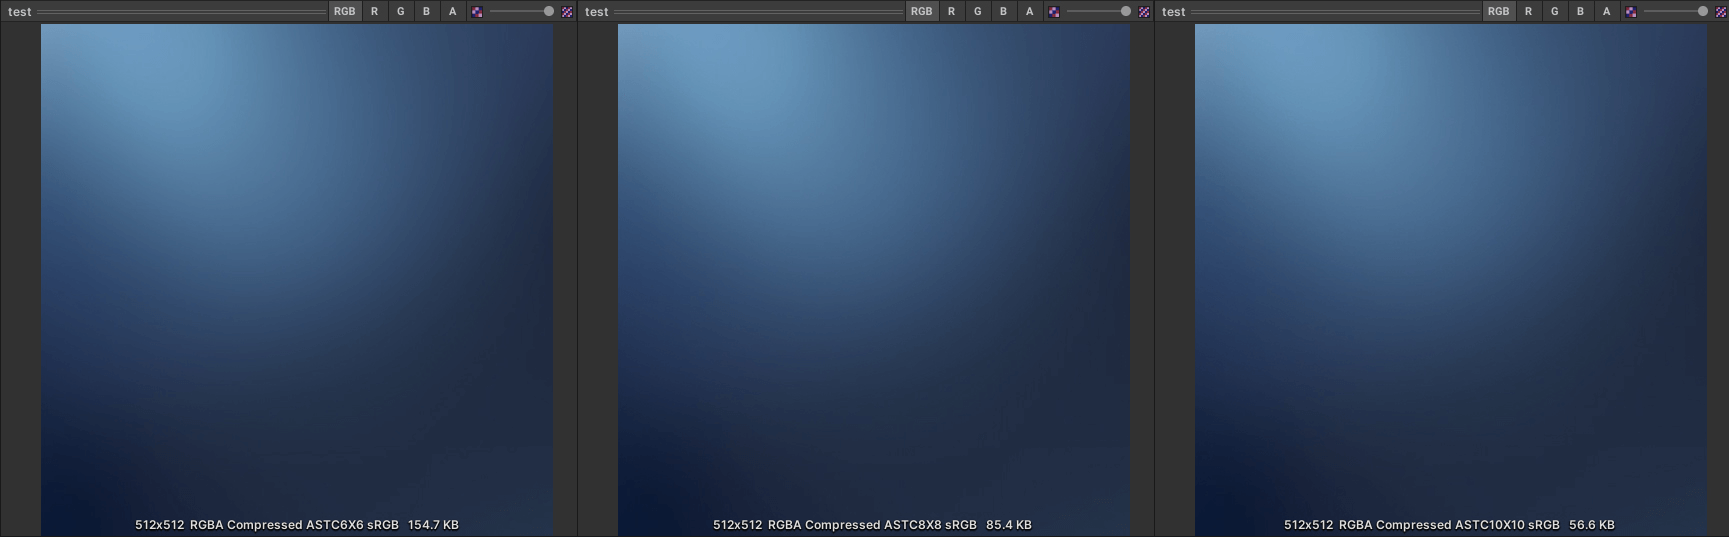 test RGB R G B A
512x512 RGBA Compressed ASTC6X6 sRGB 154.7 KB
test RGB R G B A
512x512 RGBA Compressed ASTC8X8 sRGB 85.4 KB
test RGB R G B A
512x512 RGBA Compressed ASTC10X10 sRGB 56.6 KB